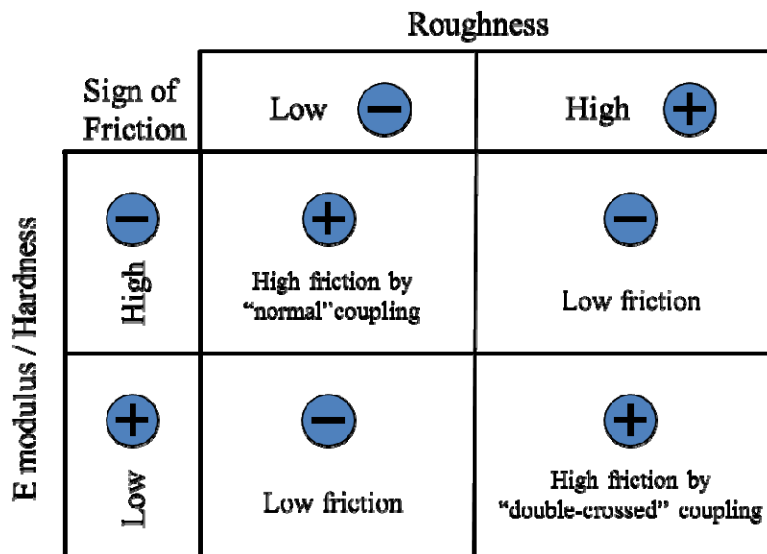 Roughness
Sign of
Friction
Low −
High +
E modulus / Hardness
− High
+
High friction by
“normal”coupling
−
Low friction
+ Low
−
Low friction
+
High friction by
“double-crossed” coupling